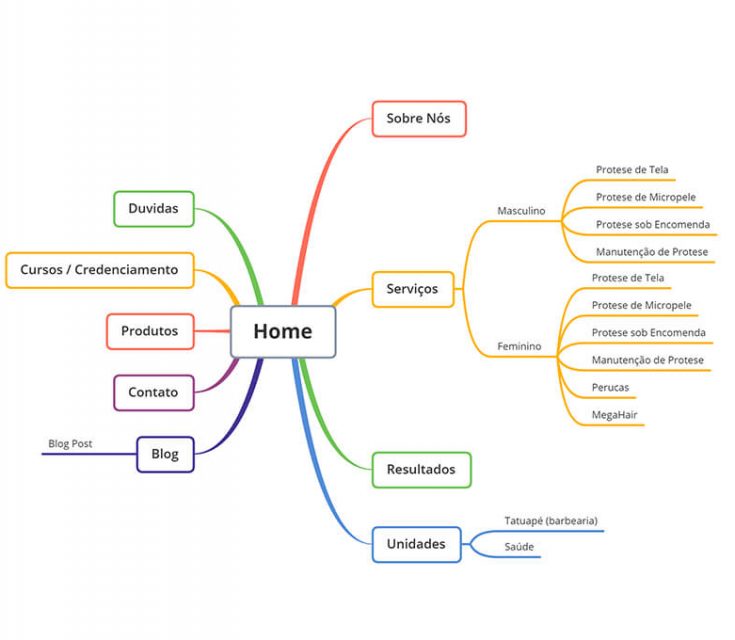 Home
Sobre Nós
Serviços
Masculino
Protese de Tela
Protese de Micropele
Protese sob Encomenda
Manutenção de Protese
Feminino
Protese de Tela
Protese de Micropele
Protese sob Encomenda
Manutenção de Protese
Perucas
MegaHair
Resultados
Unidades
Tatuapé (barbearia)
Saúde
Duvidas
Cursos / Credenciamento
Produtos
Contato
Blog
Blog Post